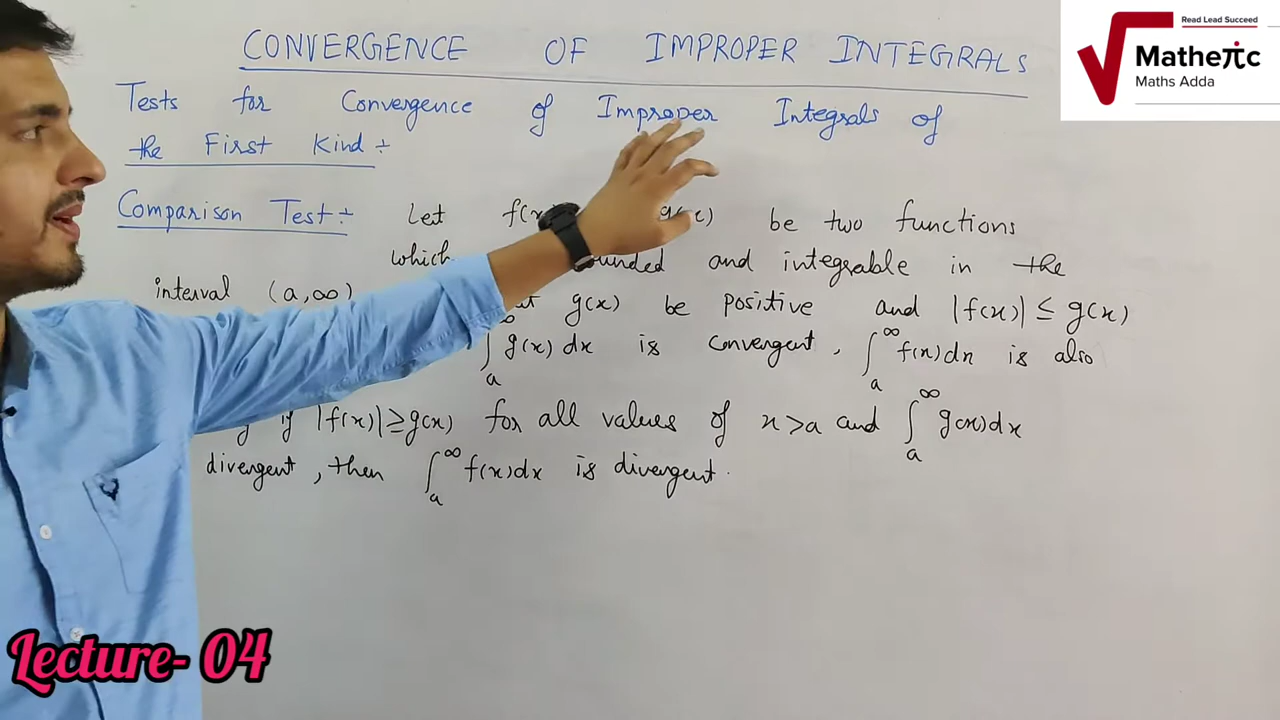 CONVERGENCE OF IMPROPER INTEGRALS
Read Lead Succeed
Matheπc
Maths Adda
Tests for Convergence of Improper Integrals of
the First Kind ÷
Comparison Test ÷ Let f(x) g(x) be two functions
which bounded and integrable in the
interval (a, ∞) g(x) be positive and |f(x)| ≤ g(x)
∫a^∞ g(x) dx is convergent, ∫a^∞ f(x) dx is also
if |f(x)| ≥ g(x) for all values of x > a and ∫a^∞ g(x) dx
divergent, then ∫a^∞ f(x) dx is divergent.
Lecture- 04